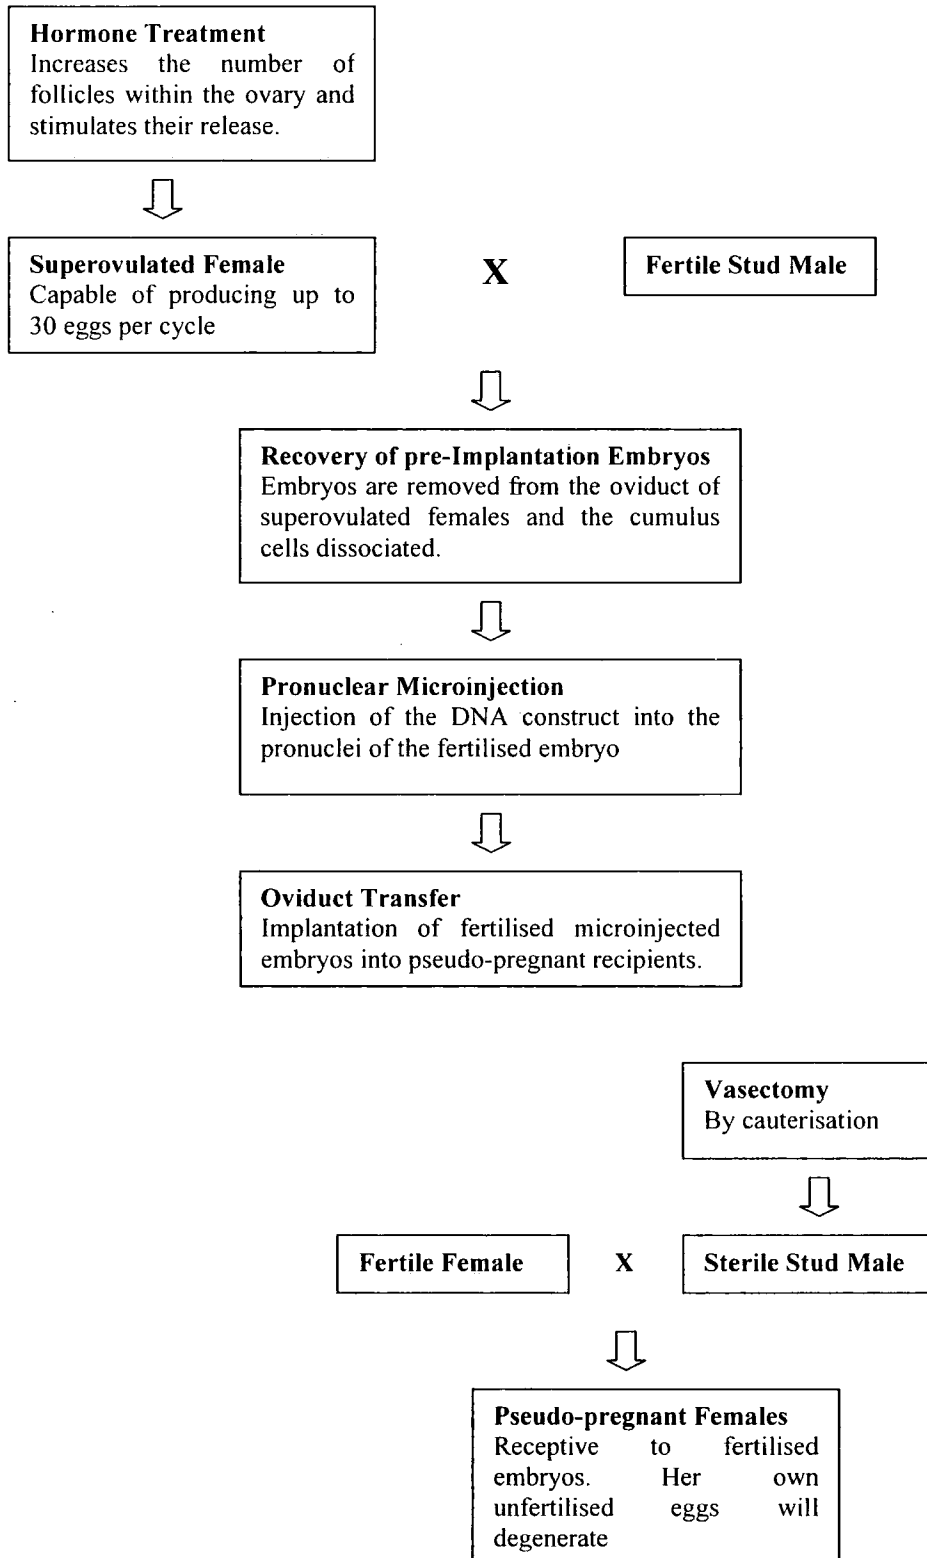 Hormone Treatment
Increases the number of
follicles within the ovary and
stimulates their release.
Superovulated Female
Capable of producing up to
30 eggs per cycle
X
Fertile Stud Male
Recovery of pre-Implantation Embryos
Embryos are removed from the oviduct of
superovulated females and the cumulus
cells dissociated.
Pronuclear Microinjection
Injection of the DNA construct into the
pronuclei of the fertilised embryo
Oviduct Transfer
Implantation of fertilised microinjected
embryos into pseudo-pregnant recipients.
Vasectomy
By cauterisation
Fertile Female
X
Sterile Stud Male
Pseudo-pregnant Females
Receptive to fertilised
embryos. Her own
unfertilised eggs will
degenerate